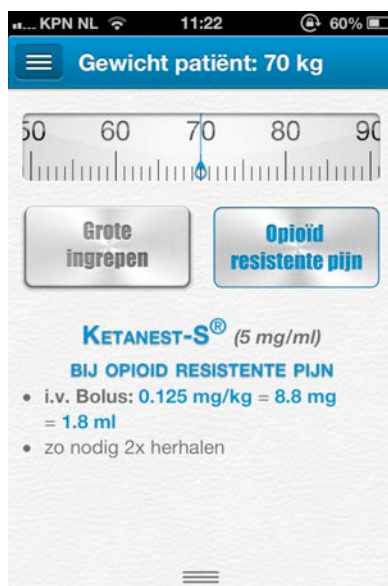 ... KPN NL 11:22 60%
Gewicht patiënt: 70 kg
50 60 70 80 90
Grote
ingrepen
Opioïd
resistente pijn
KETANEST-S® (5 mg/ml)
BIJ OPIOID RESISTENTE PIJN
• i.v. Bolus: 0.125 mg/kg = 8.8 mg
= 1.8 ml
• zo nodig 2x herhalen